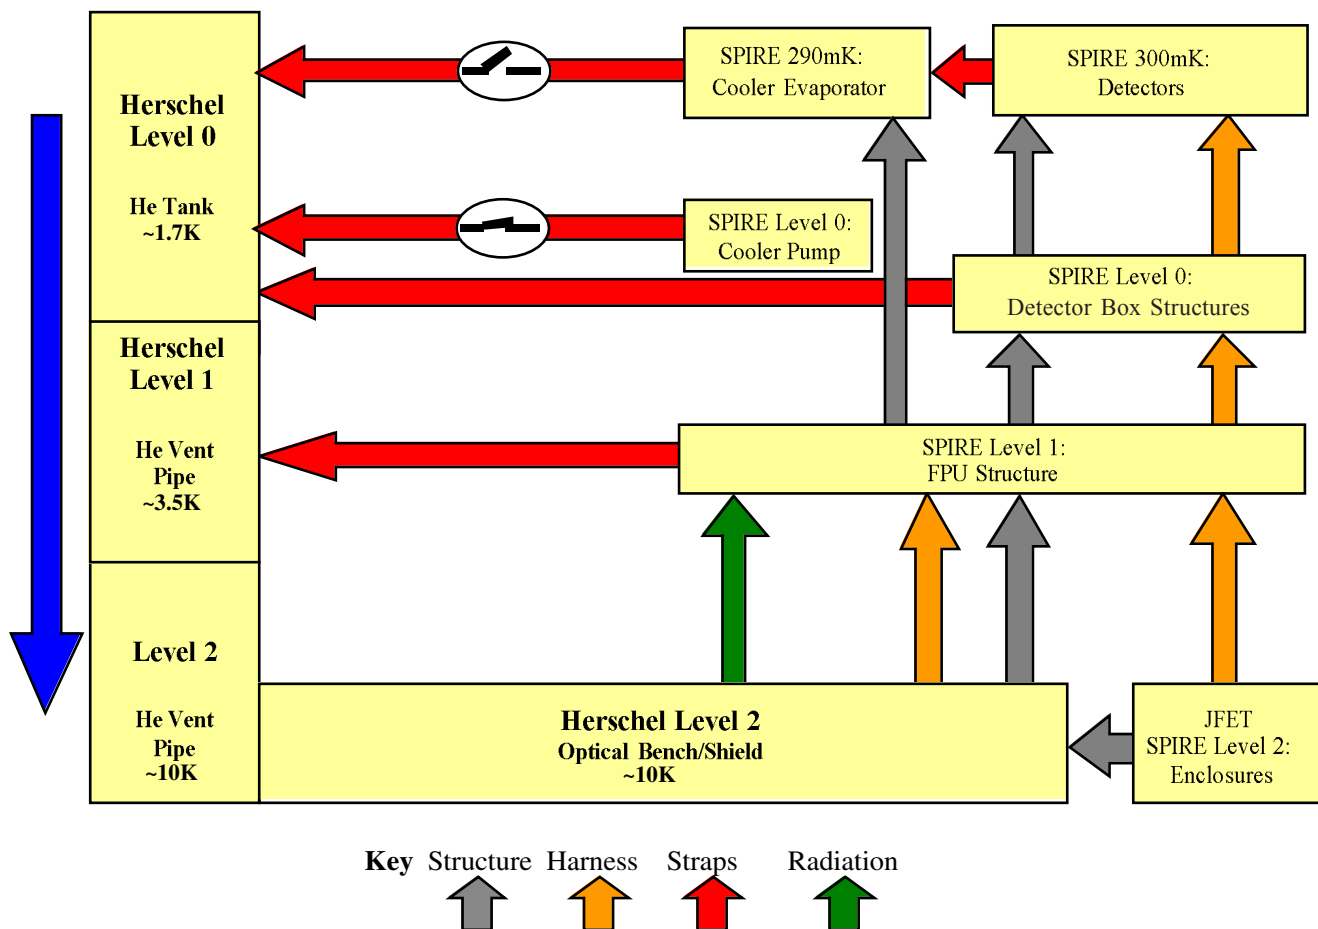 Herschel
Level 0
He Tank
~1.7K
Herschel
Level 1
He Vent
Pipe
~3.5K
Level 2
He Vent
Pipe
~10K
SPIRE 290mK:
Cooler Evaporator
SPIRE 300mK:
Detectors
SPIRE Level 0:
Cooler Pump
SPIRE Level 0:
Detector Box Structures
SPIRE Level 1:
FPU Structure
Herschel Level 2
Optical Bench/Shield
~10K
JFET
SPIRE Level 2:
Enclosures
Key Structure Harness Straps Radiation